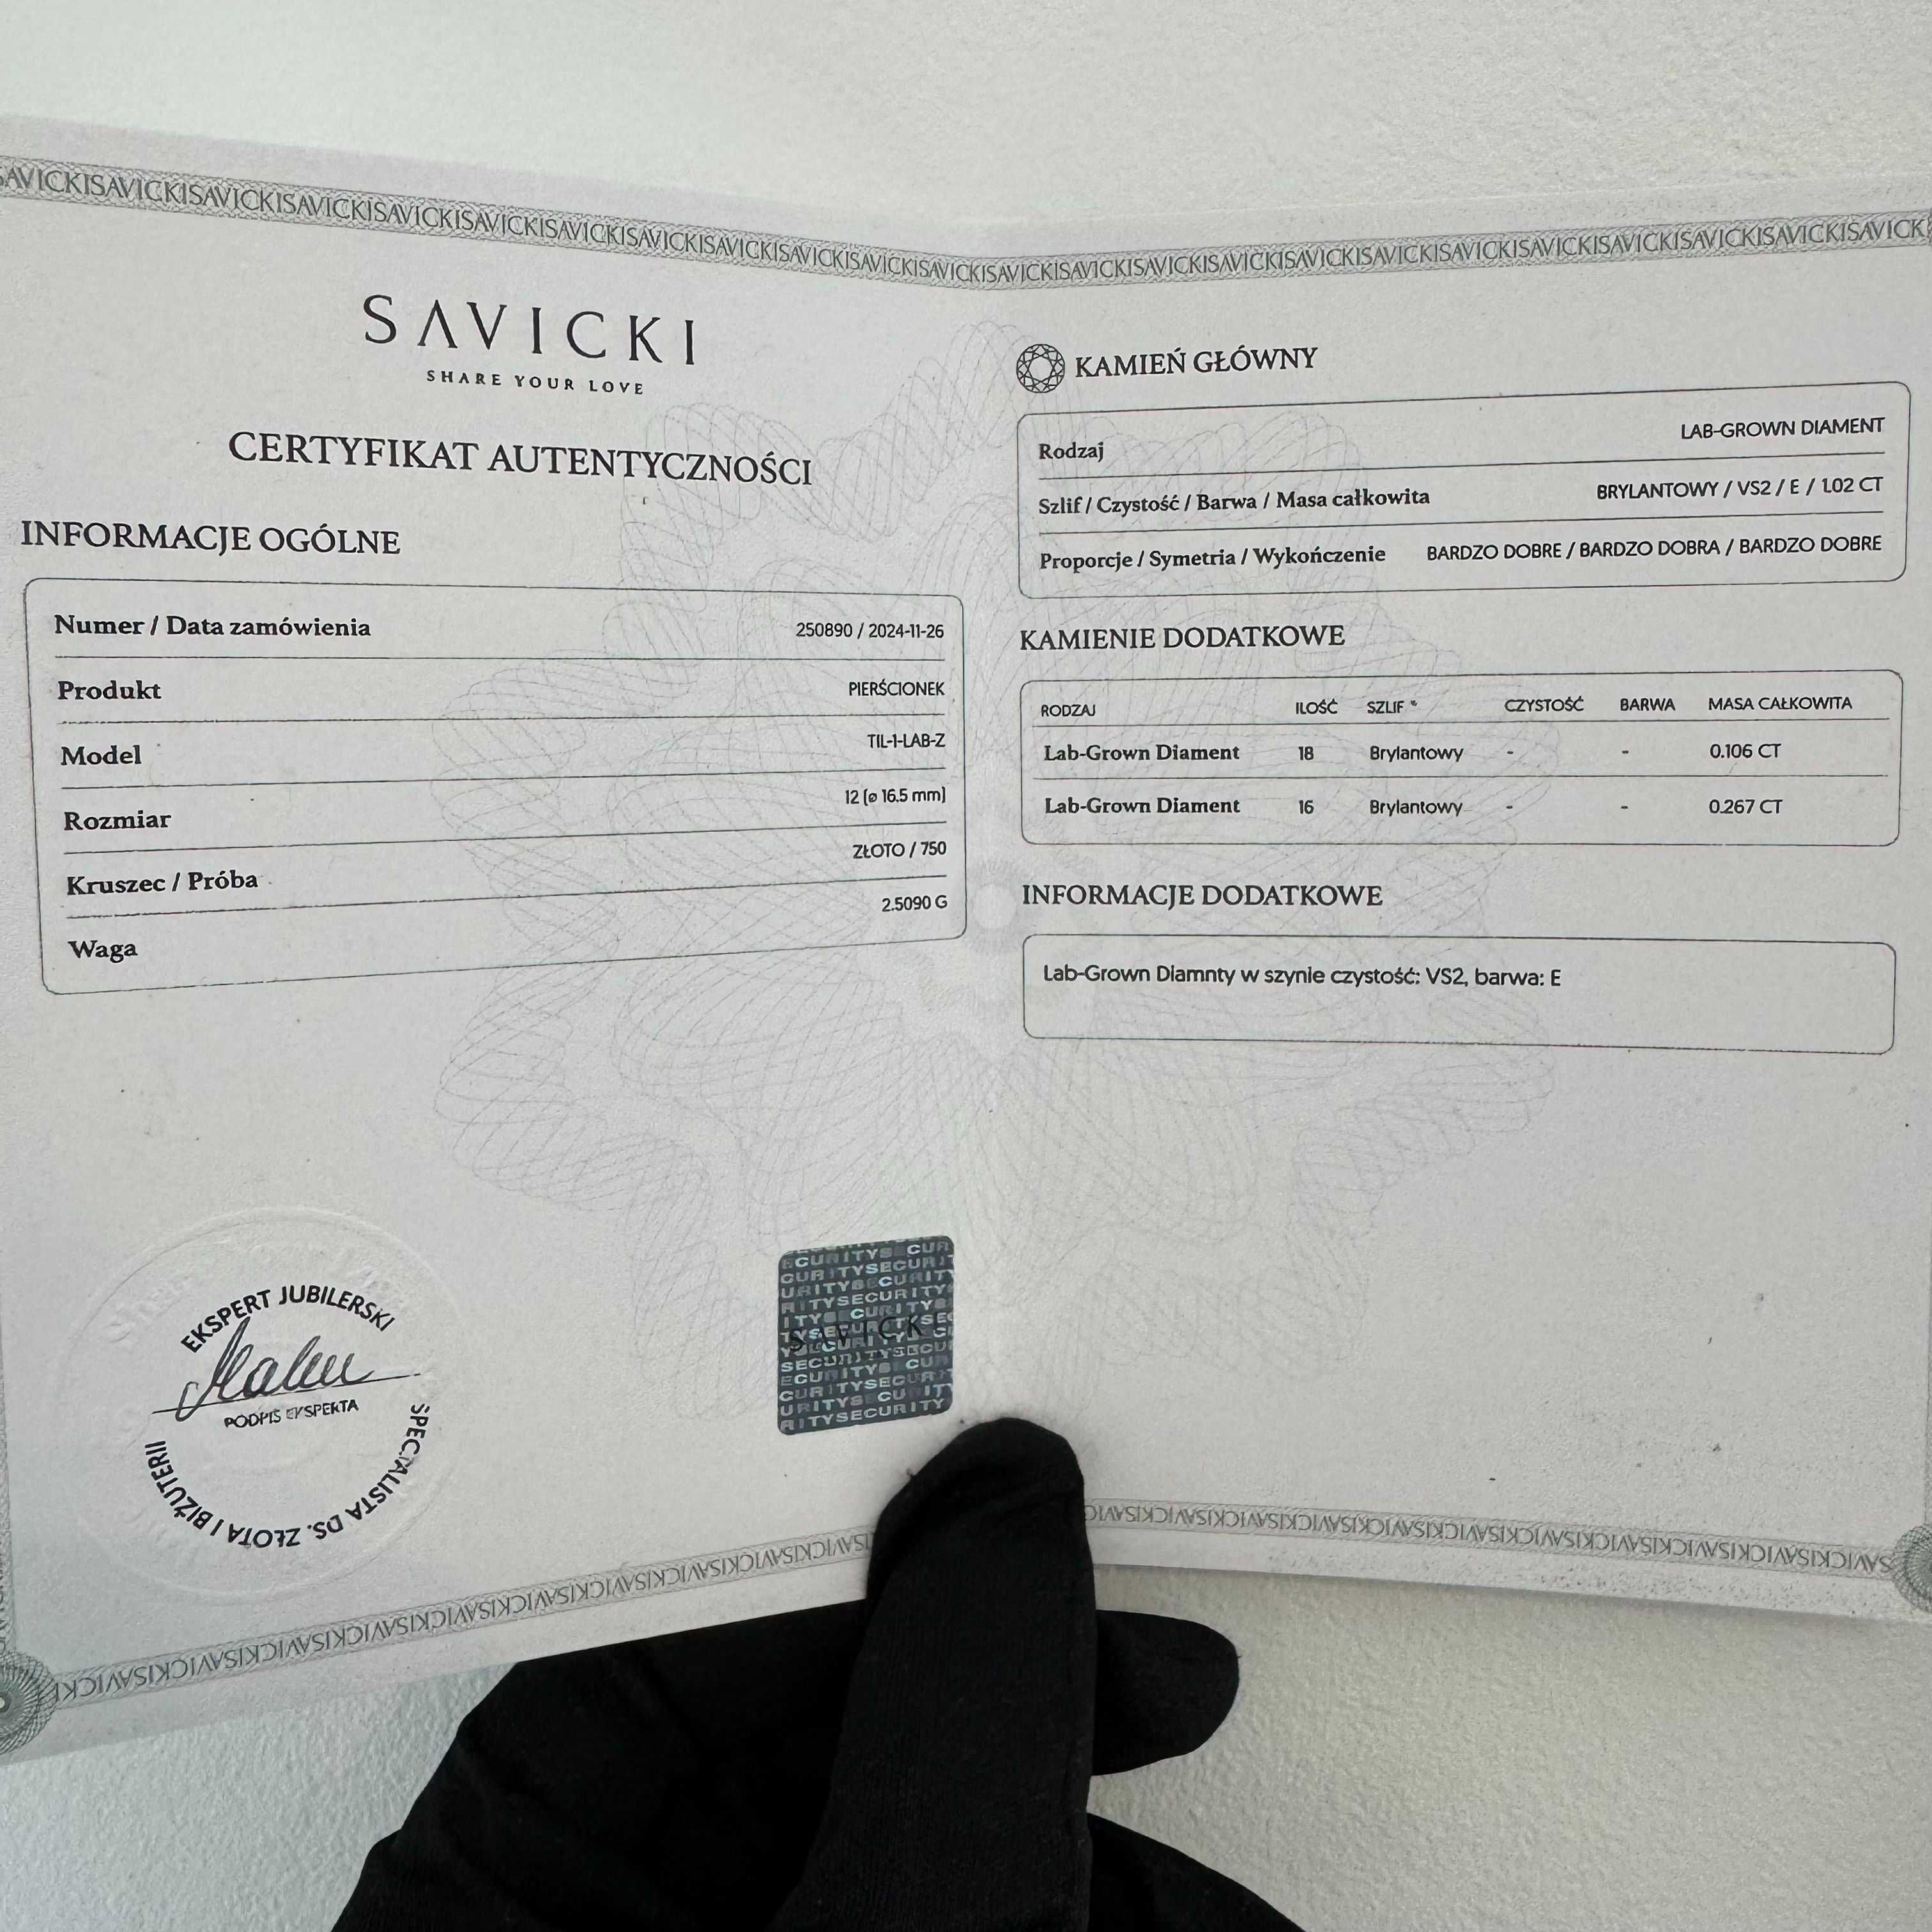 SAVICKISAVICKISAVICKISAVICKISAVICKISAVICKISAVICKISAVICKISAVICKISAVICKISAVICKISAVICKISAVICKISAVICKISAVICKISAVICKISAVICKISAVICKISAVICKISAVICKISAVICKISAVICKISAVICKISAVICKISAVICK
SAVICKI
SHARE YOUR LOVE
CERTYFIKAT AUTENTYCZNOŚCI
INFORMACJE OGÓLNE
Numer / Data zamówienia 250890 / 2024-11-26
Produkt PIERŚCIONEK
Model TIL-1-LAB-Z
Rozmiar 12 (⌀ 16.5 mm)
Kruszec / Próba ZŁOTO / 750
Waga 2.5090 G
EKSPERT JUBILERSKI
PODPIS EKSPERTA
SPECJALISTA DS. ZŁOTA I BIŻUTERII
SAVICKI
KAMIEŃ GŁÓWNY
Rodzaj LAB-GROWN DIAMENT
Szlif / Czystość / Barwa / Masa całkowita BRYLANTOWY / VS2 / E / 1.02 CT
Proporcje / Symetria / Wykończenie BARDZO DOBRE / BARDZO DOBRA / BARDZO DOBRE
KAMIENIE DODATKOWE
RODZAJ ILOŚĆ SZLIF * CZYSTOŚĆ BARWA MASA CAŁKOWITA
Lab-Grown Diament 18 Brylantowy - - 0.106 CT
Lab-Grown Diament 16 Brylantowy - - 0.267 CT
INFORMACJE DODATKOWE
Lab-Grown Diamnty w szynie czystość: VS2, barwa: E